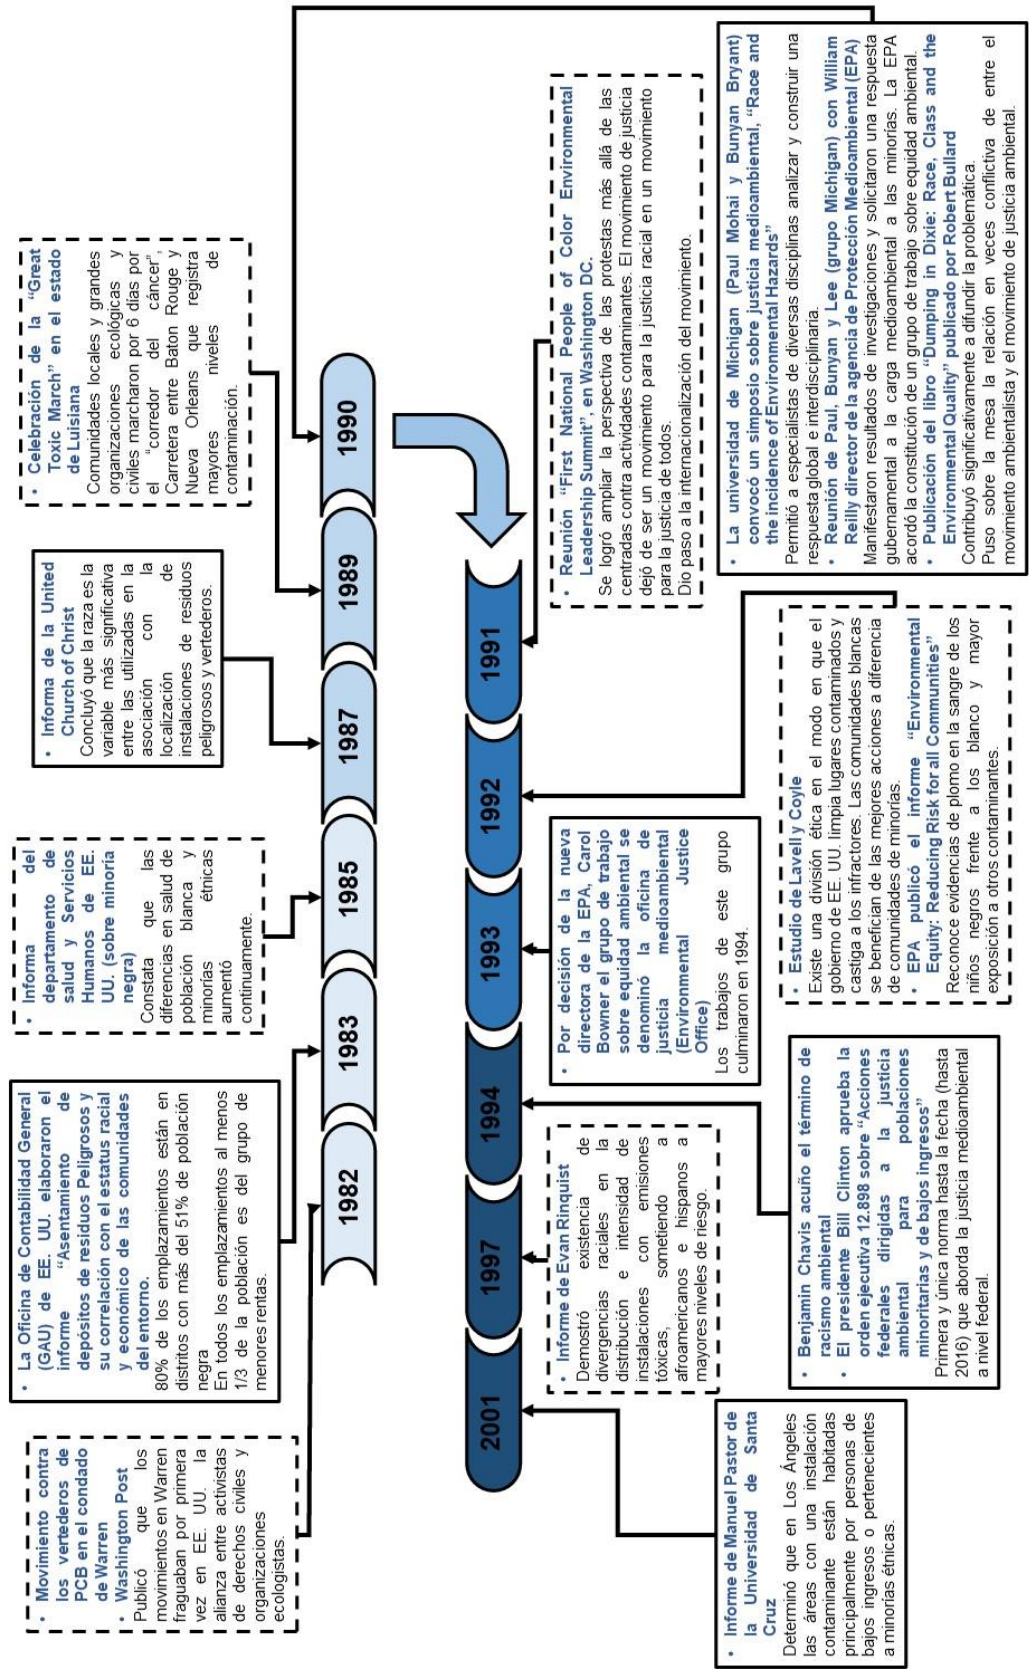 • Movimiento contra
los vertederos de
PCB en el condado
de Warren
• Washington Post
Publicó que los
movimientos en Warren
fraguaban por primera
vez en EE. UU. la
alianza entre activistas
de derechos civiles y
organizaciones
ecologistas.
• La Oficina de Contabilidad General
(GAU) de EE. UU. elaboraron el
informe “Asentamiento de
depósitos de residuos Peligrosos y
su correlación con el estatus racial
y económico de las comunidades
del entorno.
80% de los emplazamientos están en
distritos con más del 51% de población
negra
En todos los emplazamientos al menos
1/3 de la población es del grupo de
menores rentas.
• Informa del
departamento de
salud y Servicios
Humanos de EE.
UU. (sobre minoría
negra)
Constata que las
diferencias en salud de
población blanca y
minorías étnicas
aumentó
continuamente.
• Informa de la United
Church of Christ
Concluyó que la raza es la
variable más significativa
entre las utilizadas en la
asociación con la
localización de
instalaciones de residuos
peligrosos y vertederos.
• Celebración de la “Great
Toxic March” en el estado
de Luisiana
Comunidades locales y grandes
organizaciones ecológicas y
civiles marcharon por 6 días por
el “corredor del cáncer”,
Carretera entre Baton Rouge y
Nueva Orleans que registra
mayores niveles de
contaminación.
1982
1983
1985
1987
1989
1990
2001
1997
1994
1993
1992
1991
• Informe de Manuel Pastor de
la Universidad de Santa
Cruz
Determinó que en Los Ángeles
las áreas con una instalación
contaminante están habitadas
principalmente por personas de
bajos ingresos o pertenecientes
a minorías étnicas.
• Informe de Evan Rinquist
Demostró existencia de
divergencias raciales en la
distribución e intensidad de
instalaciones con emisiones
tóxicas, sometiendo a
afroamericanos e hispanos a
mayores niveles de riesgo.
• Benjamin Chavis acuño el término de
racismo ambiental
• El presidente Bill Clinton aprueba la
orden ejecutiva 12.898 sobre “Acciones
federales dirigidas a la justicia
ambiental para poblaciones
minoritarias y de bajos ingresos”
Primera y única norma hasta la fecha (hasta
2016) que aborda la justicia medioambiental
a nivel federal.
• Por decisión de la nueva
directora de la EPA, Carol
Bowner el grupo de trabajo
sobre equidad ambiental se
denominó la oficina de
justicia medioambiental
(Environmental Justice
Office)
Los trabajos de este grupo
culminaron en 1994.
• Estudio de Lavell y Coyle
Existe una división ética en el modo en que el
gobierno de EE. UU. limpia lugares contaminados y
castiga a los infractores. Las comunidades blancas
se benefician de las mejores acciones a diferencia
de comunidades de minorías.
• EPA publicó el informe “Environmental
Equity: Reducing Risk for all Communities”
Reconoce evidencias de plomo en la sangre de los
niños negros frente a los blanco y mayor
exposición a otros contaminantes.
• Reunión “First National People of Color Environmental
Leadership Summit”, en Washington DC.
Se logró ampliar la perspectiva de las protestas más allá de las
centradas contra actividades contaminantes. El movimiento de justicia
dejó de ser un movimiento para la justicia racial en un movimiento
para la justicia de todos.
Dio paso a la internacionalización del movimiento.
• La universidad de Michigan (Paul Mohai y Bunyan Bryant)
convocó un simposio sobre justicia medioambiental, “Race and
the incidence of Environmental Hazards”
Permitió a especialistas de diversas disciplinas analizar y construir una
respuesta global e interdisciplinaria.
• Reunión de Paul, Bunyan y Lee (grupo Michigan) con William
Reilly director de la agencia de Protección Medioambiental (EPA)
Manifestaron resultados de investigaciones y solicitaron una respuesta
gubernamental a la carga medioambiental a las minorías. La EPA
acordó la constitución de un grupo de trabajo sobre equidad ambiental.
• Publicación del libro “Dumping in Dixie: Race, Class and the
Environmental Quality” publicado por Robert Bullard
Contribuyó significativamente a difundir la problemática.
Puso sobre la mesa la relación en veces conflictiva de entre el
movimiento ambientalista y el movimiento de justicia ambiental.